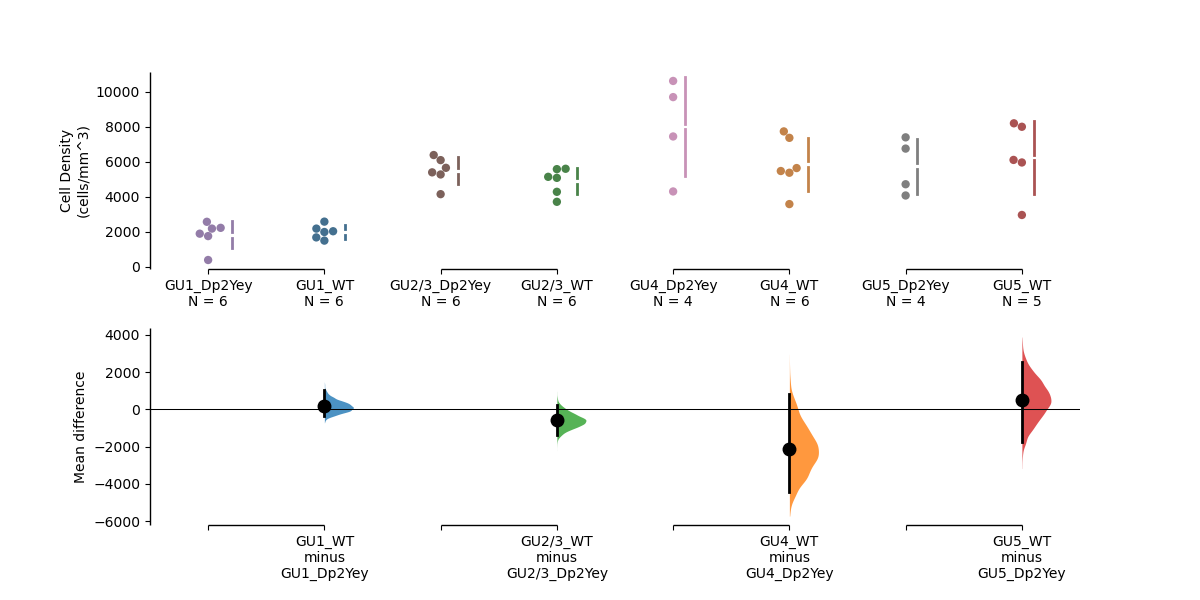 Cell Density
(cells/mm^3)
10000
8000
6000
4000
2000
0
GU1_Dp2Yey
N = 6
GU1_WT
N = 6
GU2/3_Dp2Yey
N = 6
GU2/3_WT
N = 6
GU4_Dp2Yey
N = 4
GU4_WT
N = 6
GU5_Dp2Yey
N = 4
GU5_WT
N = 5
Mean difference
4000
2000
0
−2000
−4000
−6000
GU1_WT
minus
GU1_Dp2Yey
GU2/3_WT
minus
GU2/3_Dp2Yey
GU4_WT
minus
GU4_Dp2Yey
GU5_WT
minus
GU5_Dp2Yey